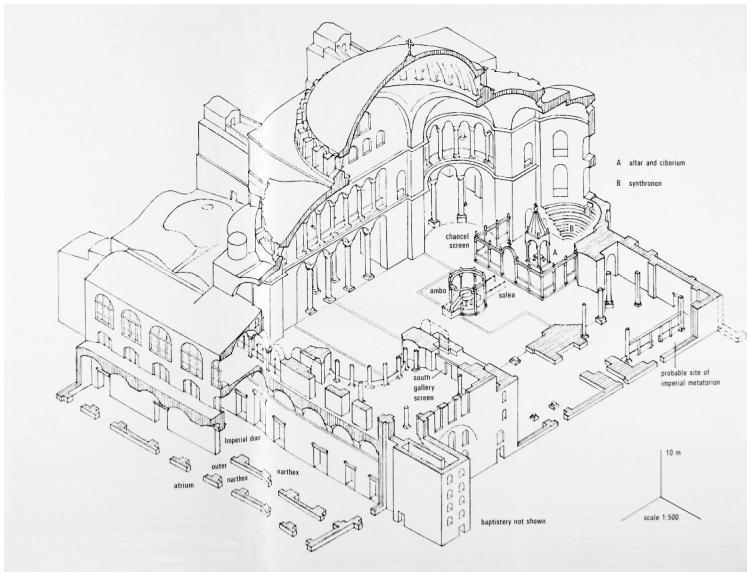 A altar and ciborium
B synthronon
chancel
screen
B
A
ambo
solea
probable site of
imperial metatorion
south
gallery
screen
Imperial door
outer
narthex
narthex
atrium
baptistery not shown
10 m
scale 1:500